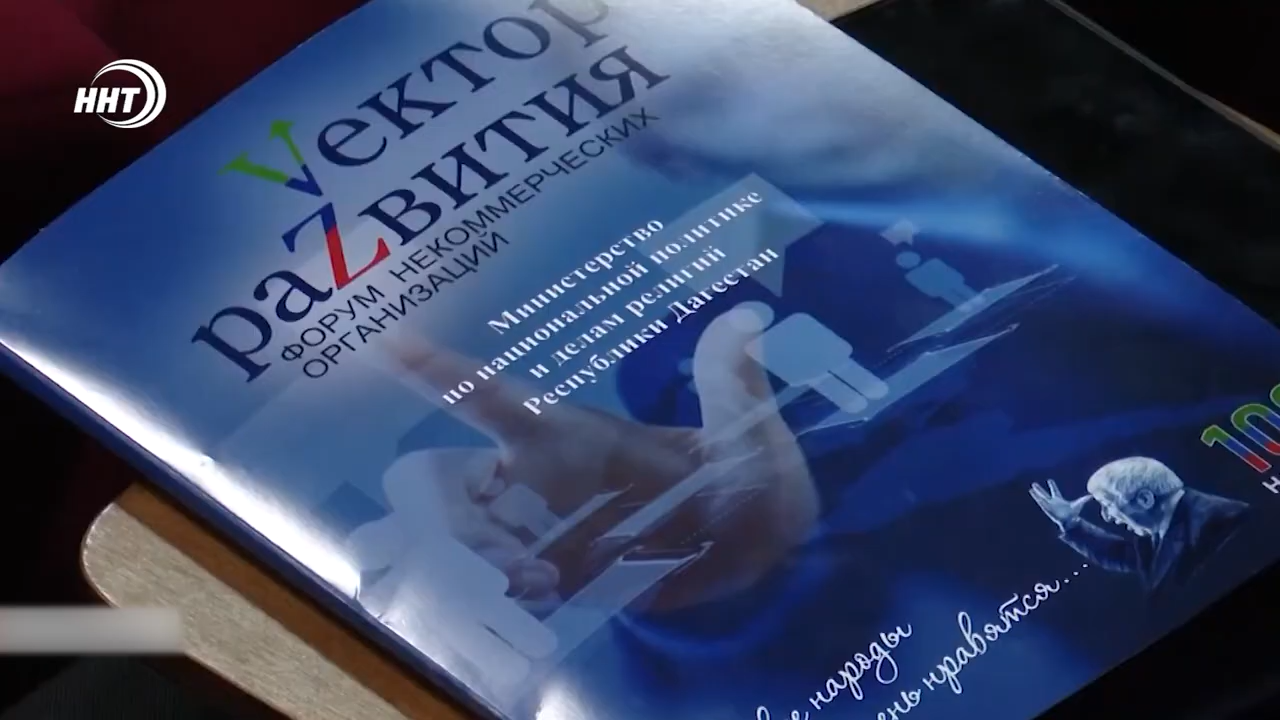 ННТ
Vектор
раZвития
ФОРУМ НЕКОММЕРЧЕСКИХ
ОРГАНИЗАЦИЙ
Министерство
по национальной политике
и делам религий
Республики Дагестан
народы
нравятся...